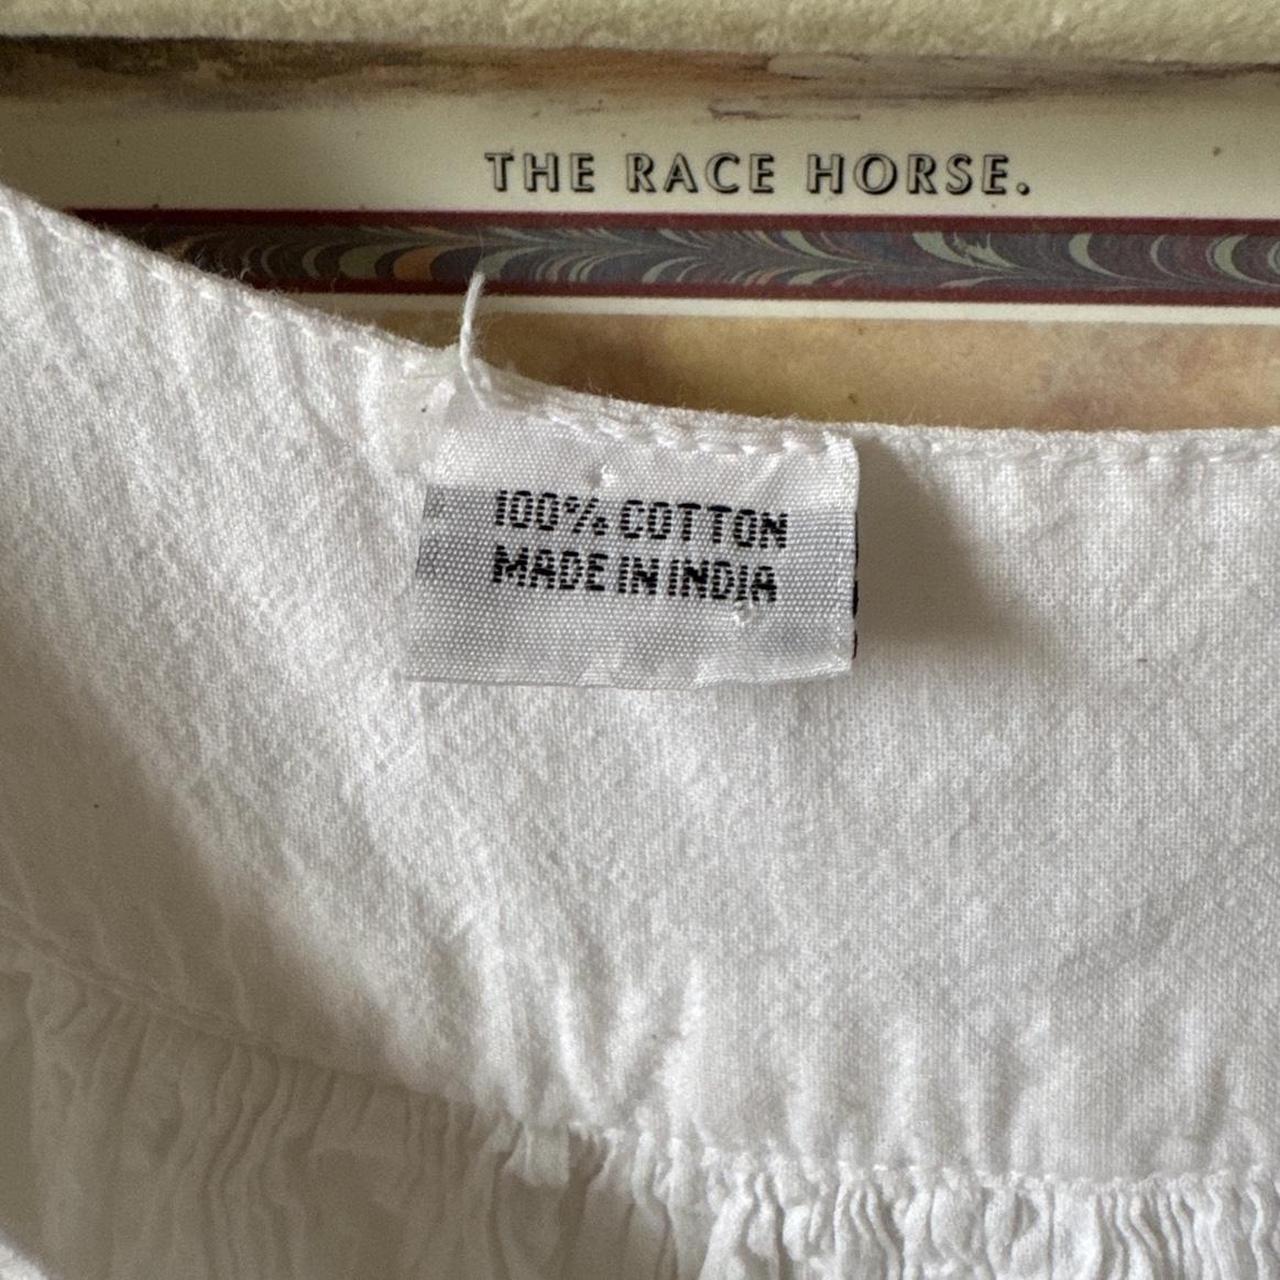 THE RACE HORSE.
100% COTTON
MADE IN INDIA